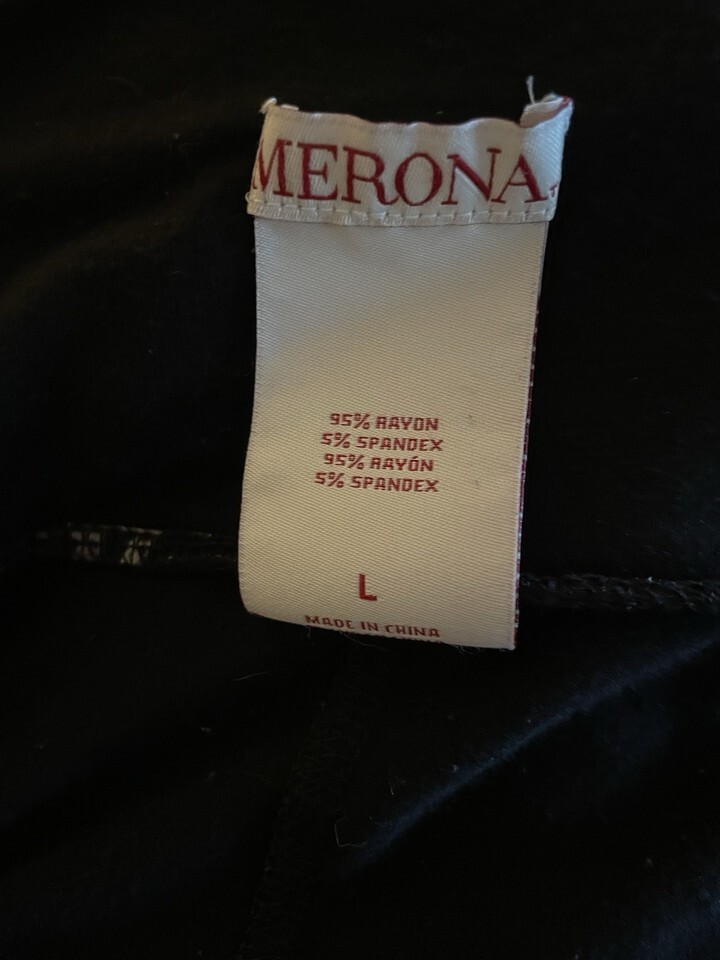 MERONA.
95% RAYON
5% SPANDEX
95% RAYÓN
5% SPANDEX
L
MADE IN CHINA